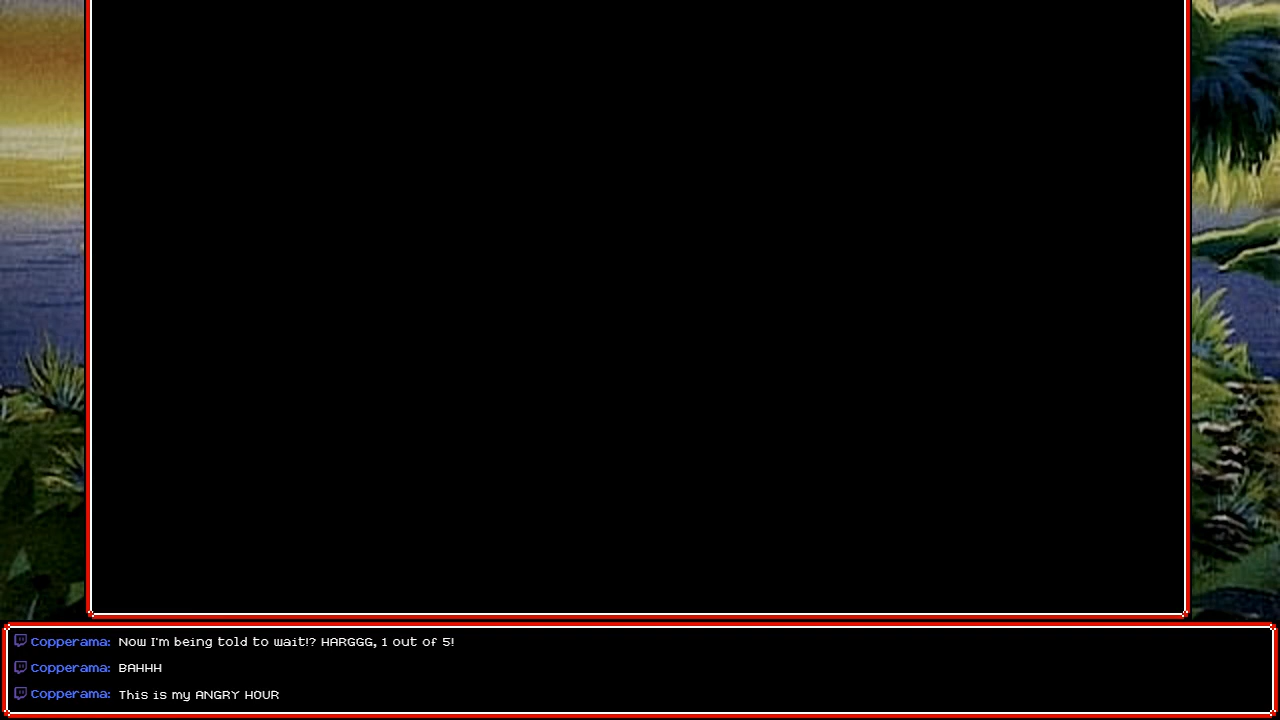 Copperama: Now I'm being told to wait!? HARGGG, 1 out of 5!
Copperama: BAHHH
Copperama: This is my ANGRY HOUR